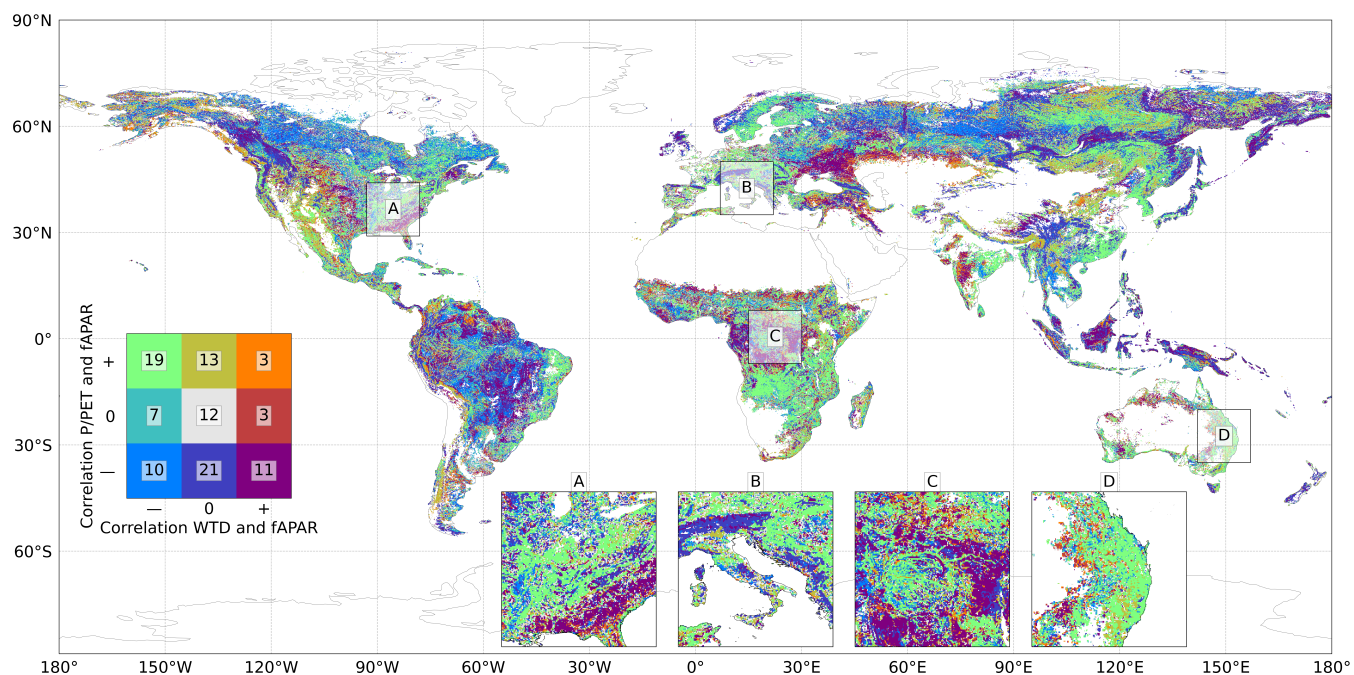 90°N
60°N
30°N
0°
30°S
60°S
180°
150°W
120°W
90°W
60°W
30°W
0°
30°E
60°E
90°E
120°E
150°E
180°
A
B
C
D
Correlation P/PET and fAPAR
+ 19 13 3
0 7 12 3
— 10 21 11
— 0 +
Correlation WTD and fAPAR
A
B
C
D